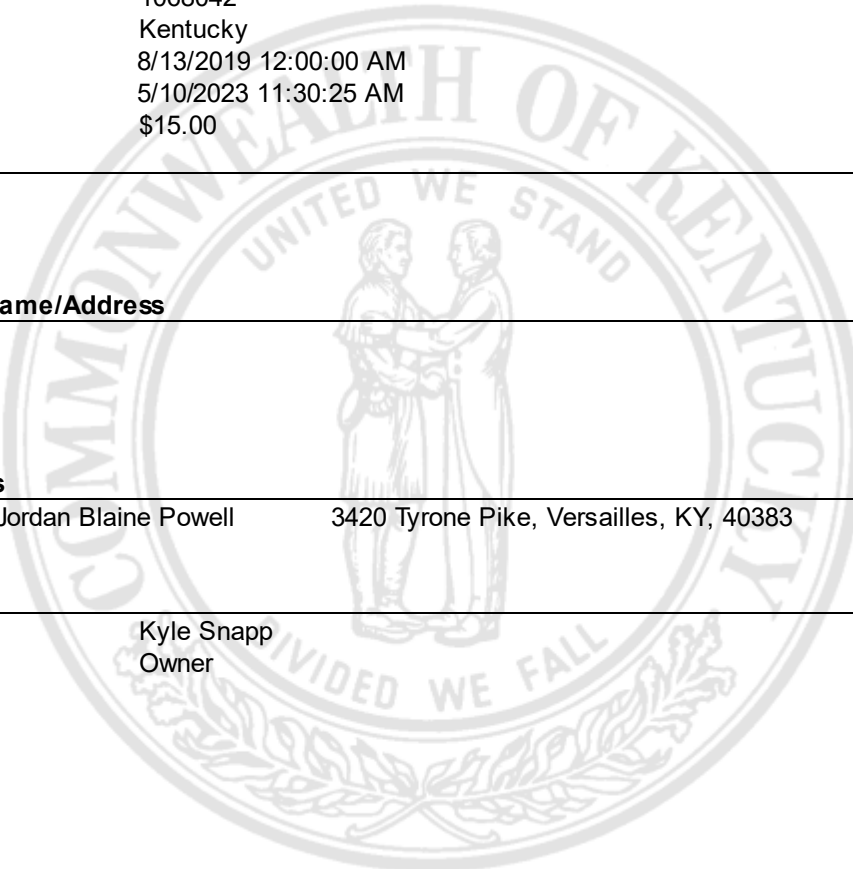 Kentucky
8/13/2019 12:00:00 AM
5/10/2023 11:30:25 AM
$15.00
COMMONWEALTH OF KENTUCKY
UNITED WE STAND
ame/Address
s
Jordan Blaine Powell 3420 Tyrone Pike, Versailles, KY, 40383
Kyle Snapp
Owner
DIVIDED WE FALL